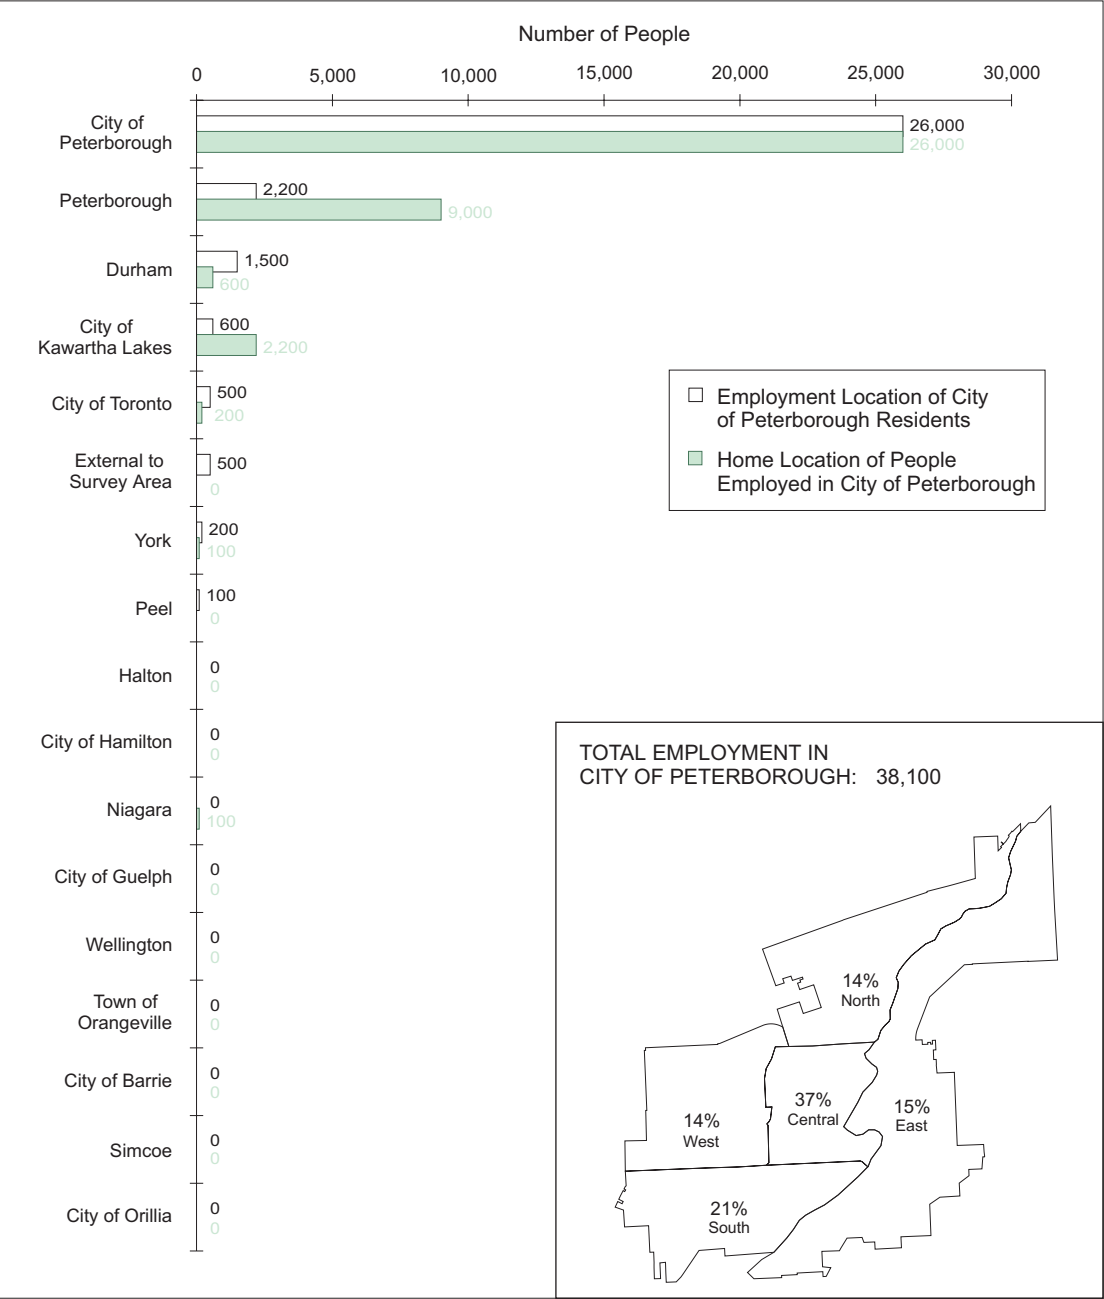 Number of People
0
5,000
10,000
15,000
20,000
25,000
30,000
City of
Peterborough
26,000
26,000
Peterborough
2,200
9,000
Durham
1,500
600
City of
Kawartha Lakes
600
2,200
City of Toronto
500
200
External to
Survey Area
500
0
York
200
100
Peel
100
0
Halton
0
0
City of Hamilton
0
0
Niagara
0
100
City of Guelph
0
0
Wellington
0
0
Town of
Orangeville
0
0
City of Barrie
0
0
Simcoe
0
0
City of Orillia
0
0
Employment Location of City
of Peterborough Residents
Home Location of People
Employed in City of Peterborough
TOTAL EMPLOYMENT IN
CITY OF PETERBOROUGH: 38,100
14%
North
37%
Central
15%
East
14%
West
21%
South